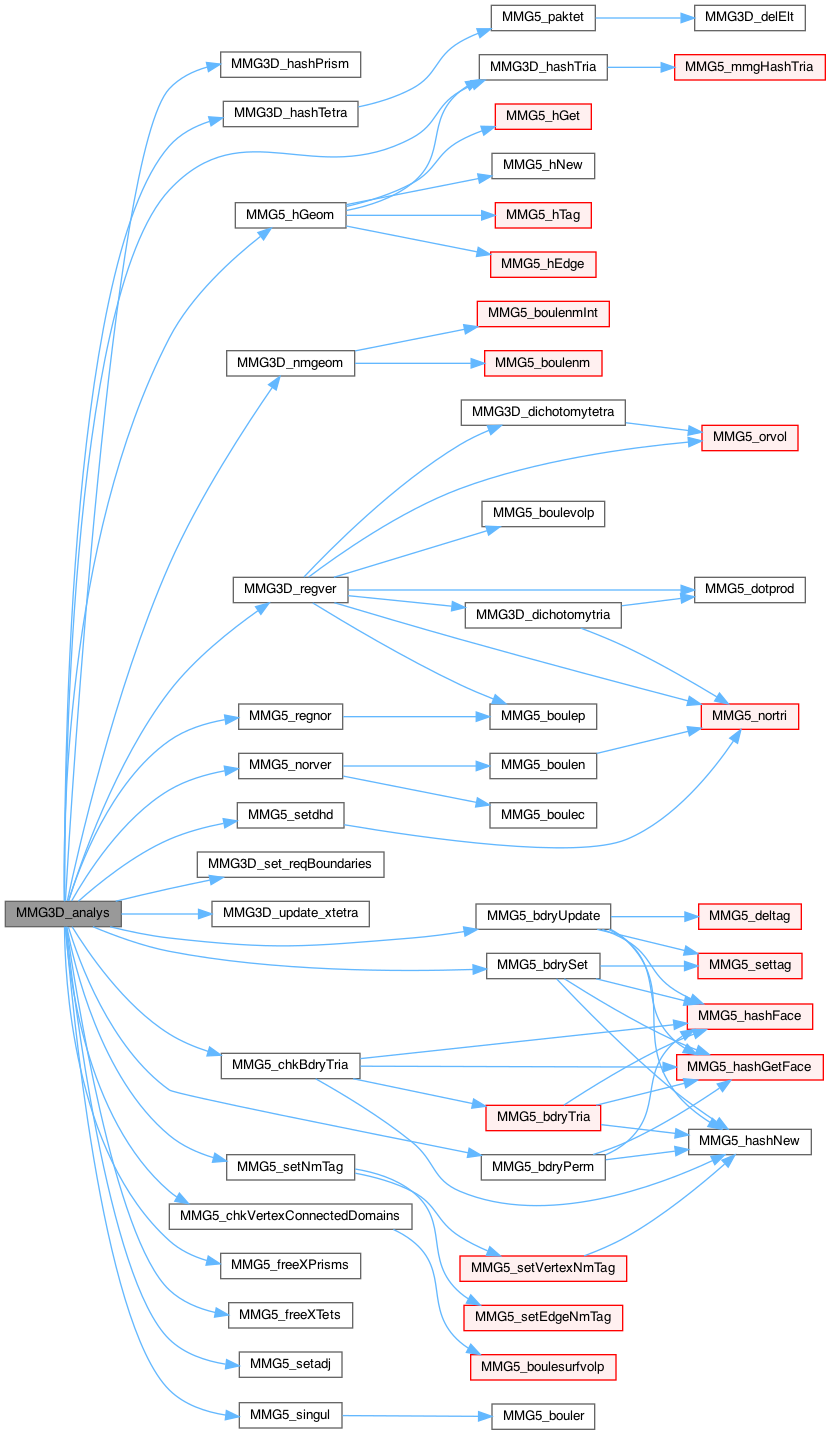 MMG5_paktet
MMG3D_delElt
MMG3D_hashPrism
MMG3D_hashTria
MMG5_mmgHashTria
MMG3D_hashTetra
MMG5_hGet
MMG5_hNew
MMG5_hGeom
MMG5_hTag
MMG5_hEdge
MMG5_boulenmInt
MMG3D_nmgeom
MMG5_boulenm
MMG3D_dichotomytetra
MMG5_orvol
MMG5_boulevolp
MMG3D_regver
MMG5_dotprod
MMG3D_dichotomytria
MMG5_regnor
MMG5_boulep
MMG5_nortri
MMG5_norver
MMG5_boulen
MMG5_setdhd
MMG5_boulec
MMG3D_set_reqBoundaries
MMG3D_analys
MMG3D_update_xtetra
MMG5_bdryUpdate
MMG5_deltag
MMG5_bdrySet
MMG5_settag
MMG5_hashFace
MMG5_chkBdryTria
MMG5_hashGetFace
MMG5_bdryTria
MMG5_hashNew
MMG5_setNmTag
MMG5_bdryPerm
MMG5_chkVertexConnectedDomains
MMG5_freeXPrisms
MMG5_setVertexNmTag
MMG5_freeXTets
MMG5_setEdgeNmTag
MMG5_setadj
MMG5_boulesurfvolp
MMG5_singul
MMG5_bouler